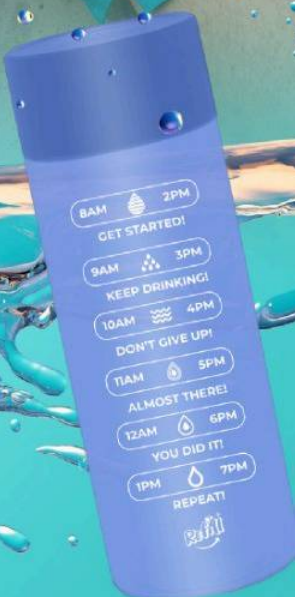 8AM 2PM
GET STARTED!
9AM 3PM
KEEP DRINKING!
10AM 4PM
DON'T GIVE UP!
11AM 5PM
ALMOST THERE!
12AM 6PM
YOU DID IT!
1PM 7PM
REPEAT!
Refill